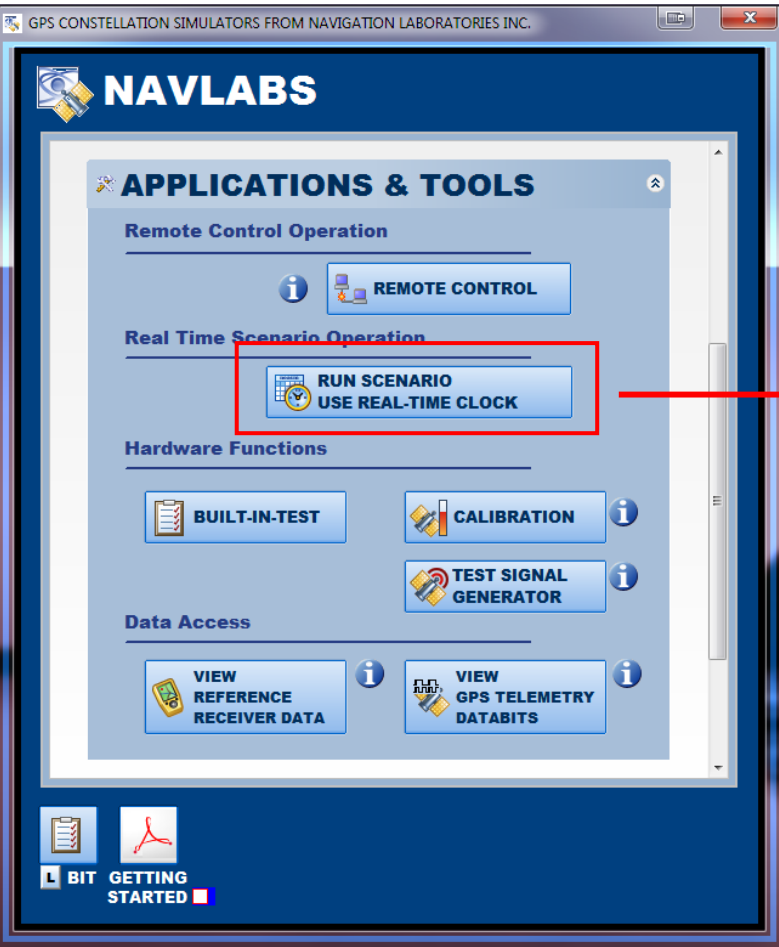 GPS CONSTELLATION SIMULATORS FROM NAVIGATION LABORATORIES INC.
NAVLABS
APPLICATIONS & TOOLS
Remote Control Operation
REMOTE CONTROL
Real Time Scenario Operation
RUN SCENARIO
USE REAL-TIME CLOCK
Hardware Functions
BUILT-IN-TEST
CALIBRATION
TEST SIGNAL
GENERATOR
Data Access
VIEW
REFERENCE
RECEIVER DATA
VIEW
GPS TELEMETRY
DATABITS
L BIT
GETTING
STARTED